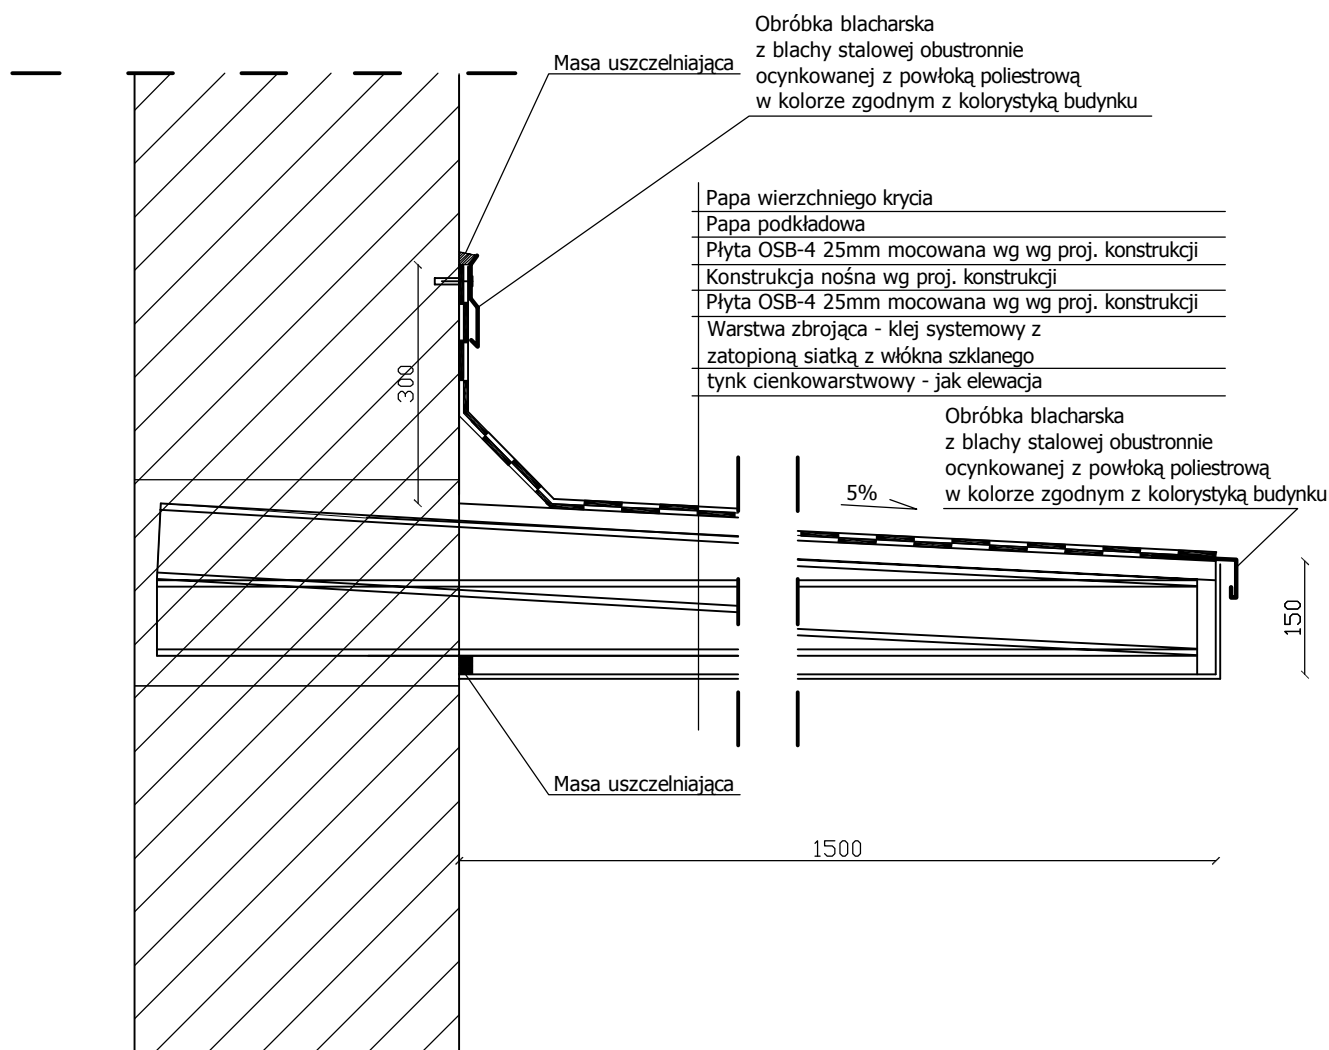 Obróbka blacharska
z blachy stalowej obustronnie
ocynkowanej z powłoką poliestrową
w kolorze zgodnym z kolorystyką budynku
Masa uszczelniająca
Papa wierzchniego krycia
Papa podkładowa
Płyta OSB-4 25mm mocowana wg wg proj. konstrukcji
Konstrukcja nośna wg proj. konstrukcji
Płyta OSB-4 25mm mocowana wg wg proj. konstrukcji
Warstwa zbrojąca - klej systemowy z
zatopioną siatką z włókna szklanego
tynk cienkowarstwowy - jak elewacja
300
Obróbka blacharska
z blachy stalowej obustronnie
ocynkowanej z powłoką poliestrową
w kolorze zgodnym z kolorystyką budynku
5%
150
Masa uszczelniająca
1500